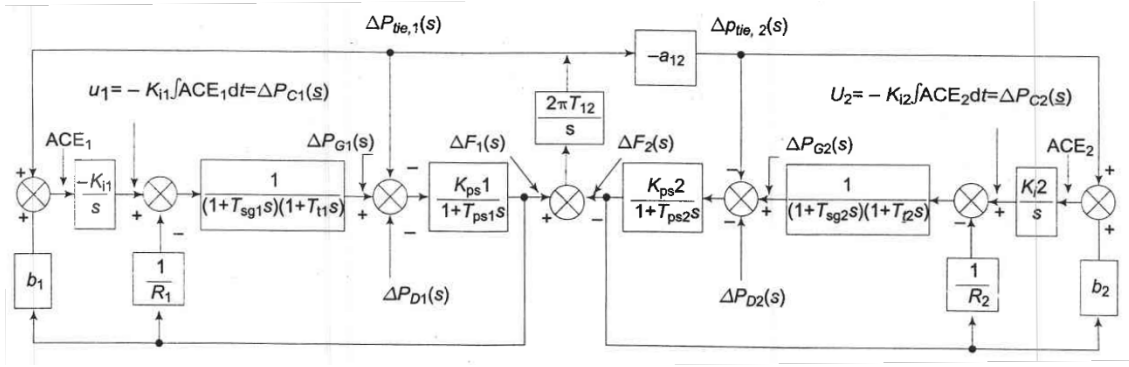 ΔP_{tie,1}(s)
Δp_{tie, 2}(s)
-a_{12}
u_1= - K_{i1}∫ACE_1dt=ΔP_{C1}(s)
2πT_{12}
s
U_2= - K_{i2}∫ACE_2dt=ΔP_{C2}(s)
ACE_1
ΔP_{G1}(s)
ΔF_1(s)
ΔF_2(s)
ΔP_{G2}(s)
ACE_2
+
+
-K_{i1}
s
+
-
1
(1+T_{sg1}s)(1+T_{t1}s)
+
-
-
K_{ps}1
1+T_{ps1}s
+
-
K_{ps}2
1+T_{ps2}s
-
+
-
1
(1+T_{sg2}s)(1+T_{t2}s)
+
-
K_i2
s
+
+
b_1
1
R_1
ΔP_{D1}(s)
ΔP_{D2}(s)
1
R_2
b_2